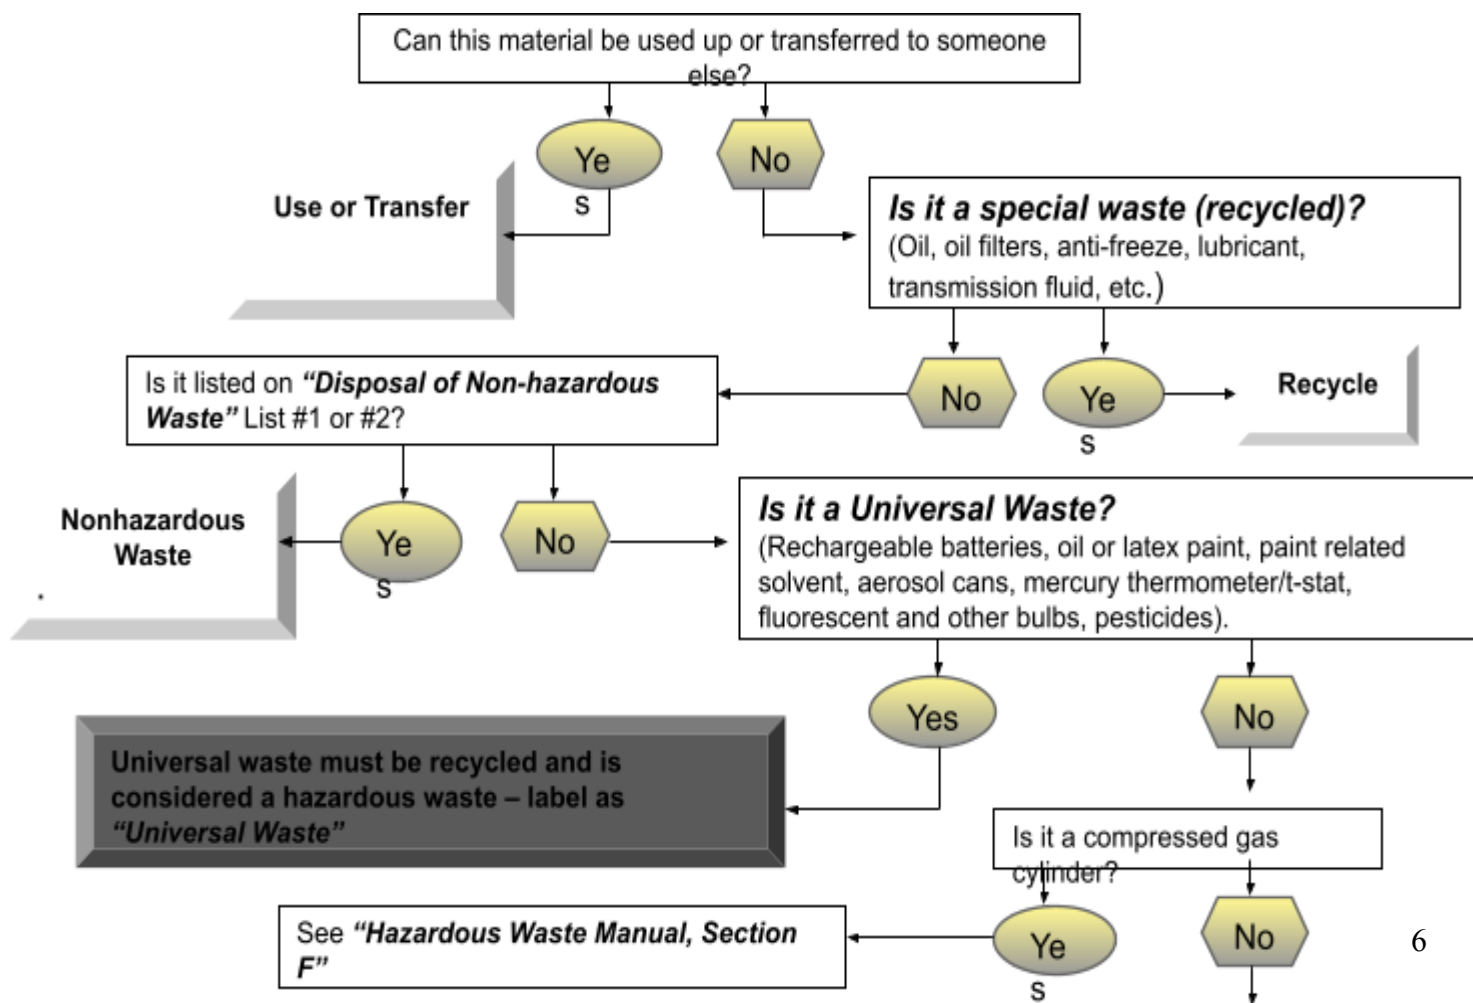 Can this material be used up or transferred to someone
else?
Ye
s
No
Use or Transfer
Is it a special waste (recycled)?
(Oil, oil filters, anti-freeze, lubricant,
transmission fluid, etc.)
Is it listed on “Disposal of Non-hazardous
Waste” List #1 or #2?
No
Ye
s
Recycle
Nonhazardous
Waste
.
Ye
s
No
Is it a Universal Waste?
(Rechargeable batteries, oil or latex paint, paint related
solvent, aerosol cans, mercury thermometer/t-stat,
fluorescent and other bulbs, pesticides).
Yes
No
Universal waste must be recycled and is
considered a hazardous waste – label as
“Universal Waste”
Is it a compressed gas
cylinder?
See “Hazardous Waste Manual, Section
F”
Ye
s
No
6